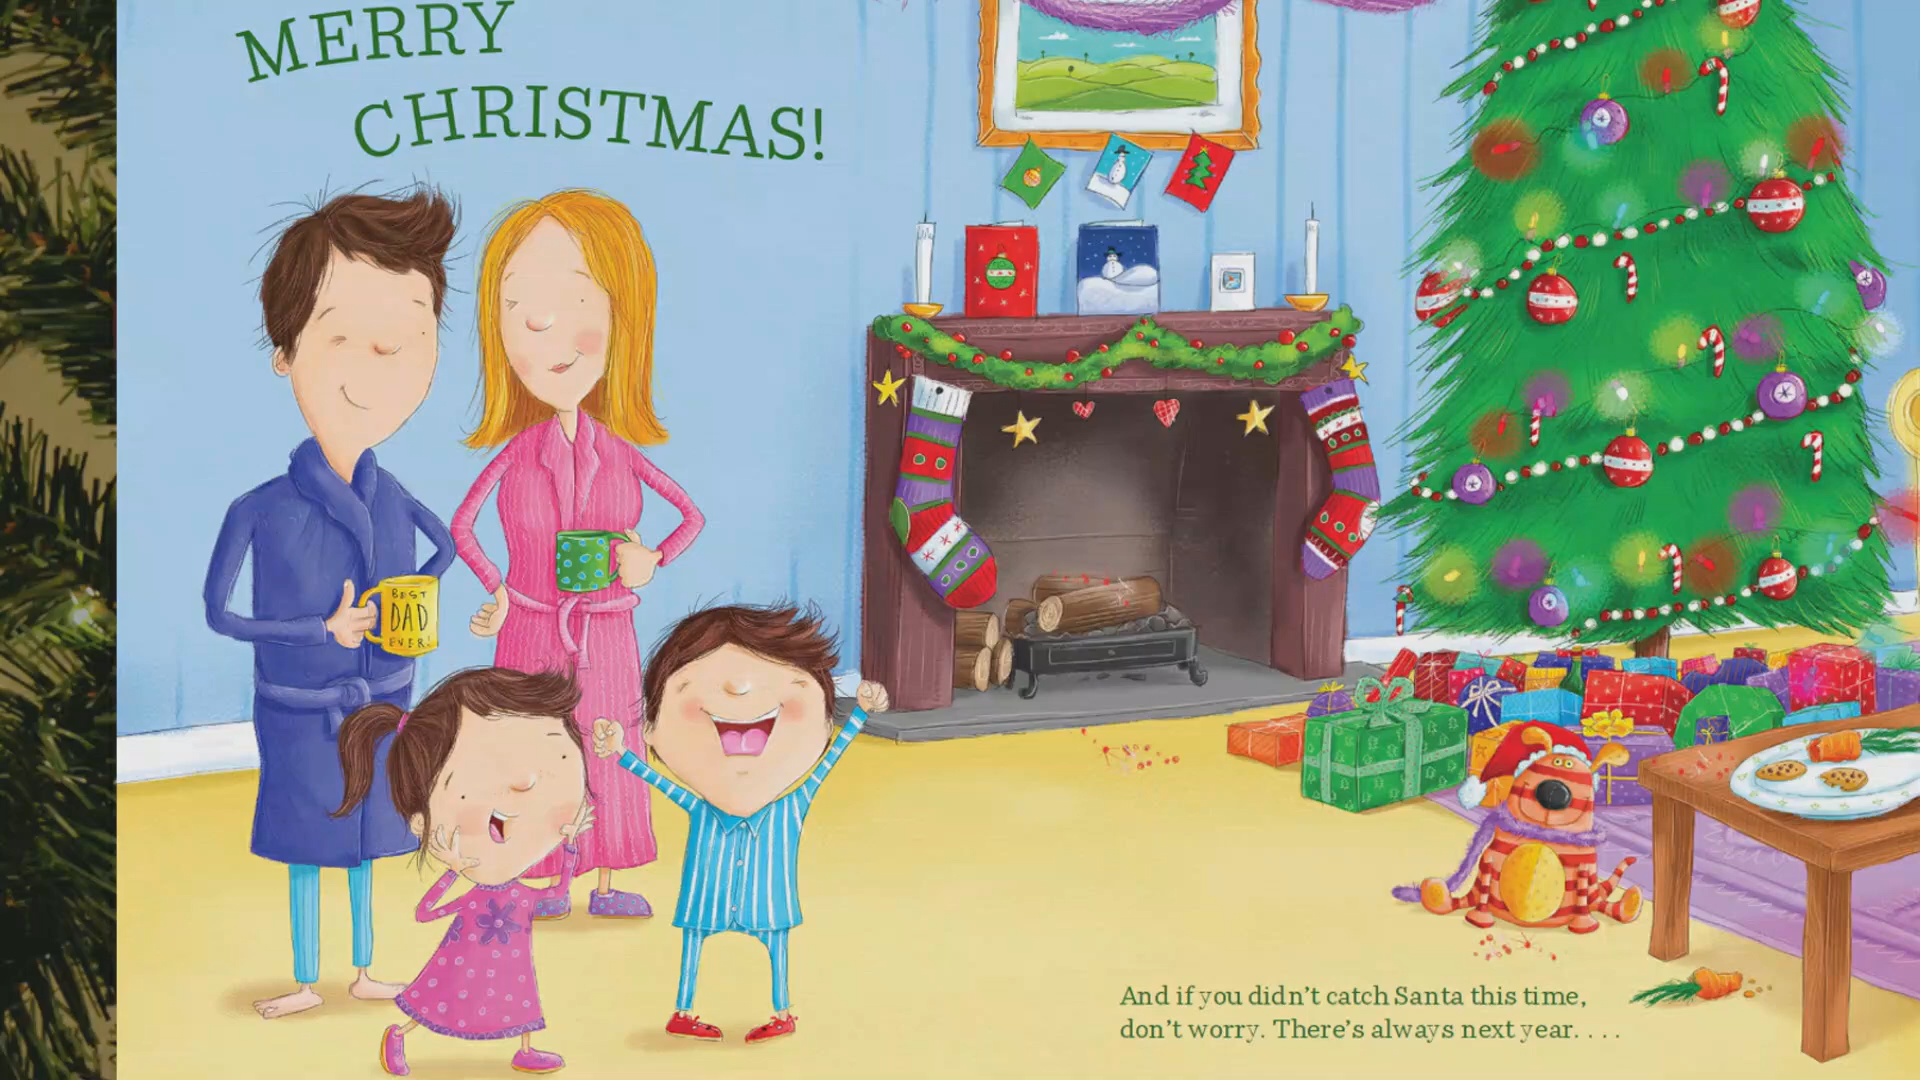 MERRY
CHRISTMAS!
BEST
DAD
EVER!
And if you didn't catch Santa this time,
don't worry. There's always next year. . . .